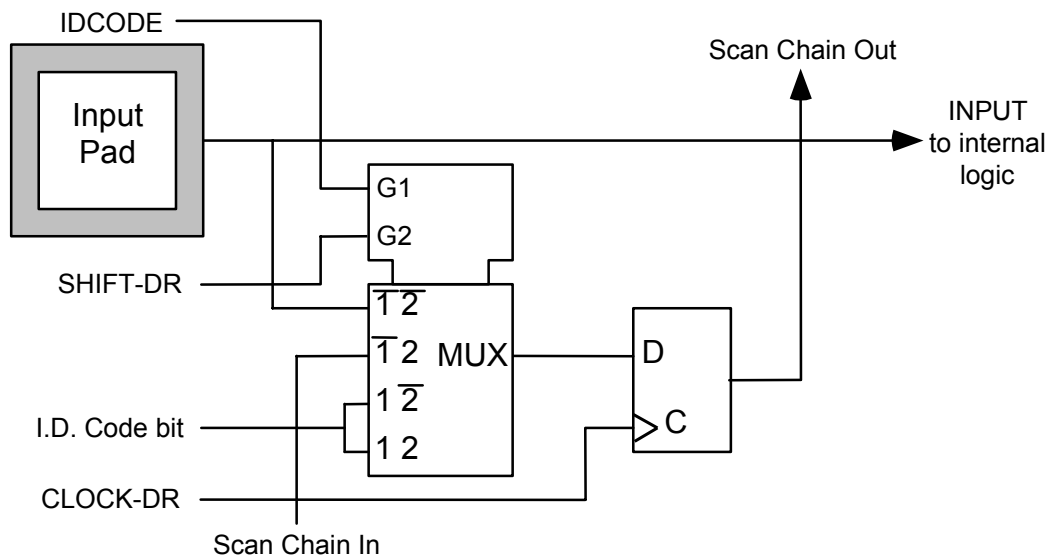 IDCODE
Scan Chain Out
Input
Pad
INPUT
to internal
logic
G1
G2
SHIFT-DR
1̅ 2̅
1̅ 2
MUX
D
1 2̅
I.D. Code bit
C
1 2
CLOCK-DR
Scan Chain In